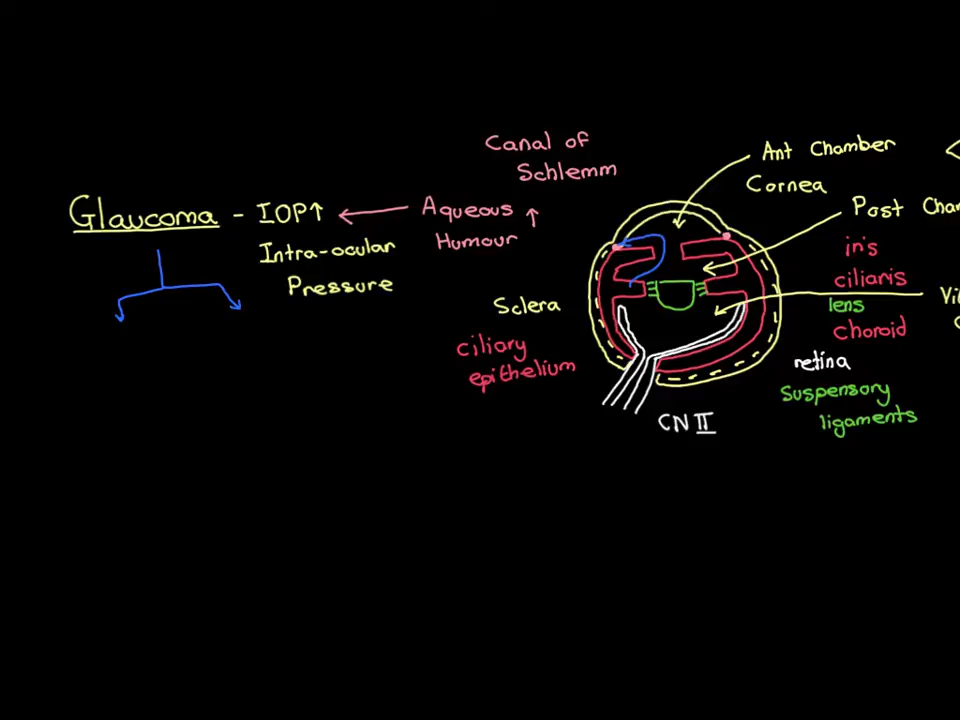 Glaucoma - IOP↑
Intra-ocular
Pressure
Aqueous ↑
Humour
Canal of
Schlemm
Sclera
ciliary
epithelium
Ant Chamber
Cornea
Post Cham
iris
ciliaris
lens
choroid
retina
Suspensory
ligaments
CN II